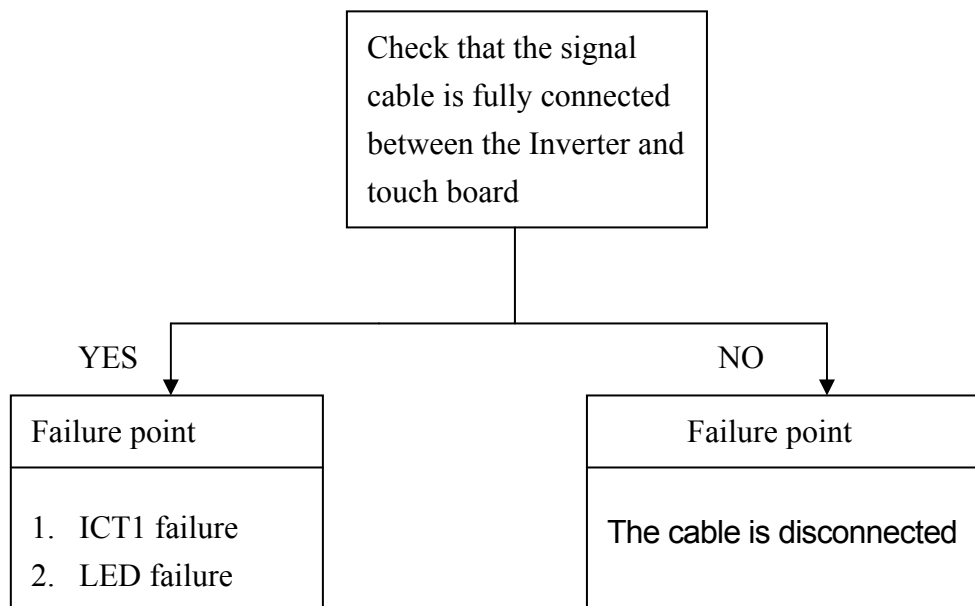 Check that the signal
cable is fully connected
between the Inverter and
touch board
YES
NO
Failure point
1. ICT1 failure
2. LED failure
Failure point
The cable is disconnected